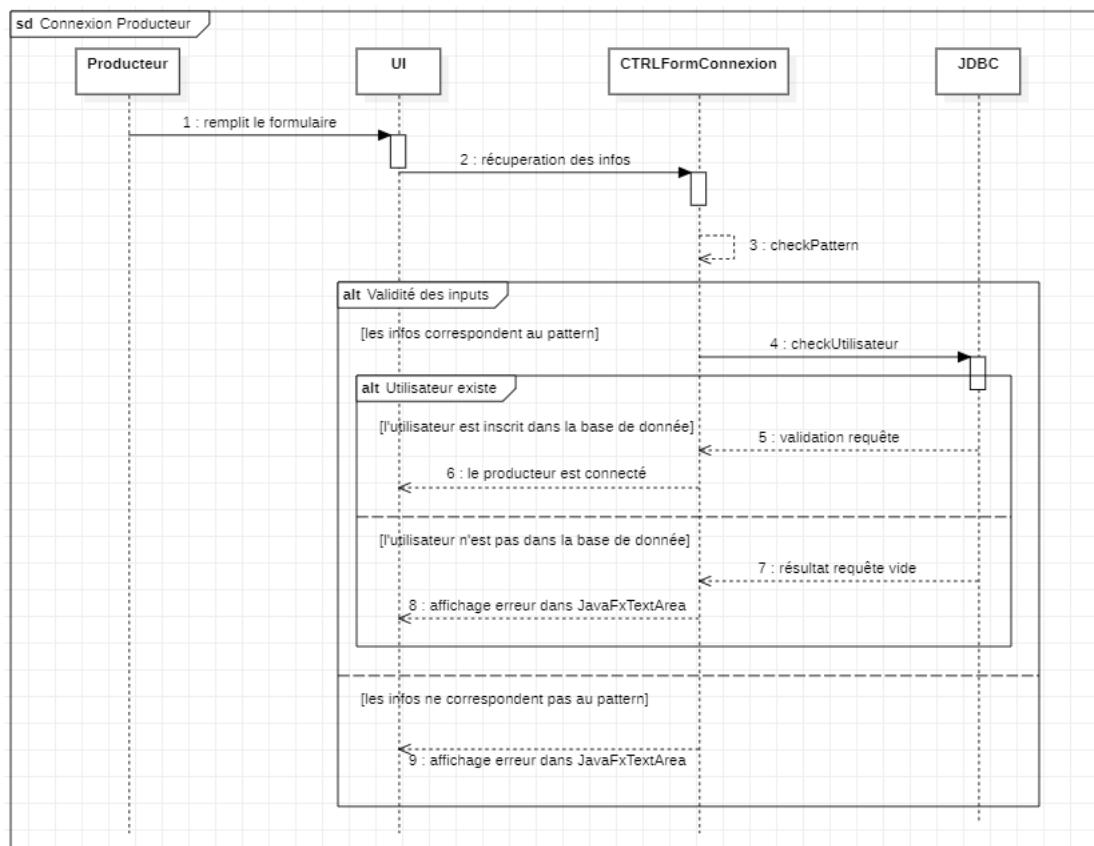 sd Connexion Producteur
Producteur
UI
CTRLFormConnexion
JDBC
1 : remplit le formulaire
2 : récuperation des infos
3 : checkPattern
alt Validité des inputs
[les infos correspondent au pattern]
4 : checkUtilisateur
alt Utilisateur existe
[l'utilisateur est inscrit dans la base de donnée]
5 : validation requête
6 : le producteur est connecté
[l'utilisateur n'est pas dans la base de donnée]
7 : résultat requête vide
8 : affichage erreur dans JavaFxTextArea
[les infos ne correspondent pas au pattern]
9 : affichage erreur dans JavaFxTextArea